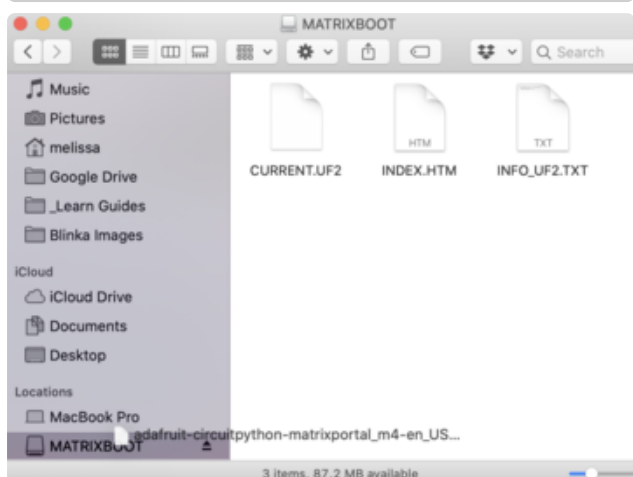 MATRIXBOOT
Search
Music
Pictures
melissa
Google Drive
_Learn Guides
Blinka Images
iCloud
iCloud Drive
Documents
Desktop
Locations
MacBook Pro
MATRIXBOOT
HTM
TXT
CURRENT.UF2 INDEX.HTM INFO_UF2.TXT
adafruit-circuitpython-matrixportal_m4-en_US...
3 items, 87.2 MB available